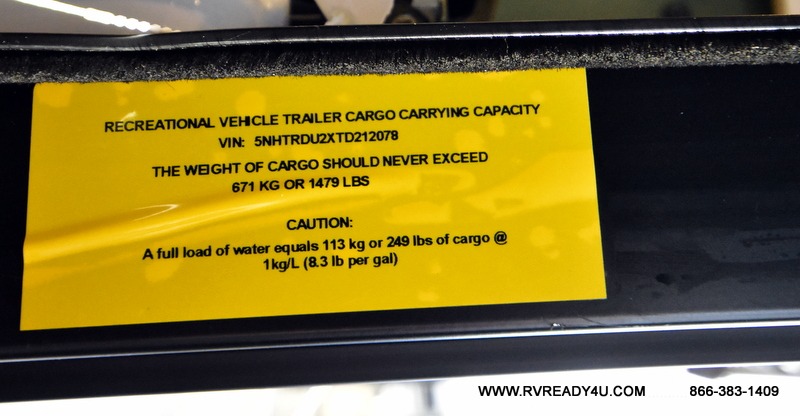 RECREATIONAL VEHICLE TRAILER CARGO CARRYING CAPACITY
VIN: 5NHTRDU2XTD212078
THE WEIGHT OF CARGO SHOULD NEVER EXCEED
671 KG OR 1479 LBS
CAUTION:
A full load of water equals 113 kg or 249 lbs of cargo @
1kg/L (8.3 lb per gal)
WWW.RVREADY4U.COM 866-383-1409